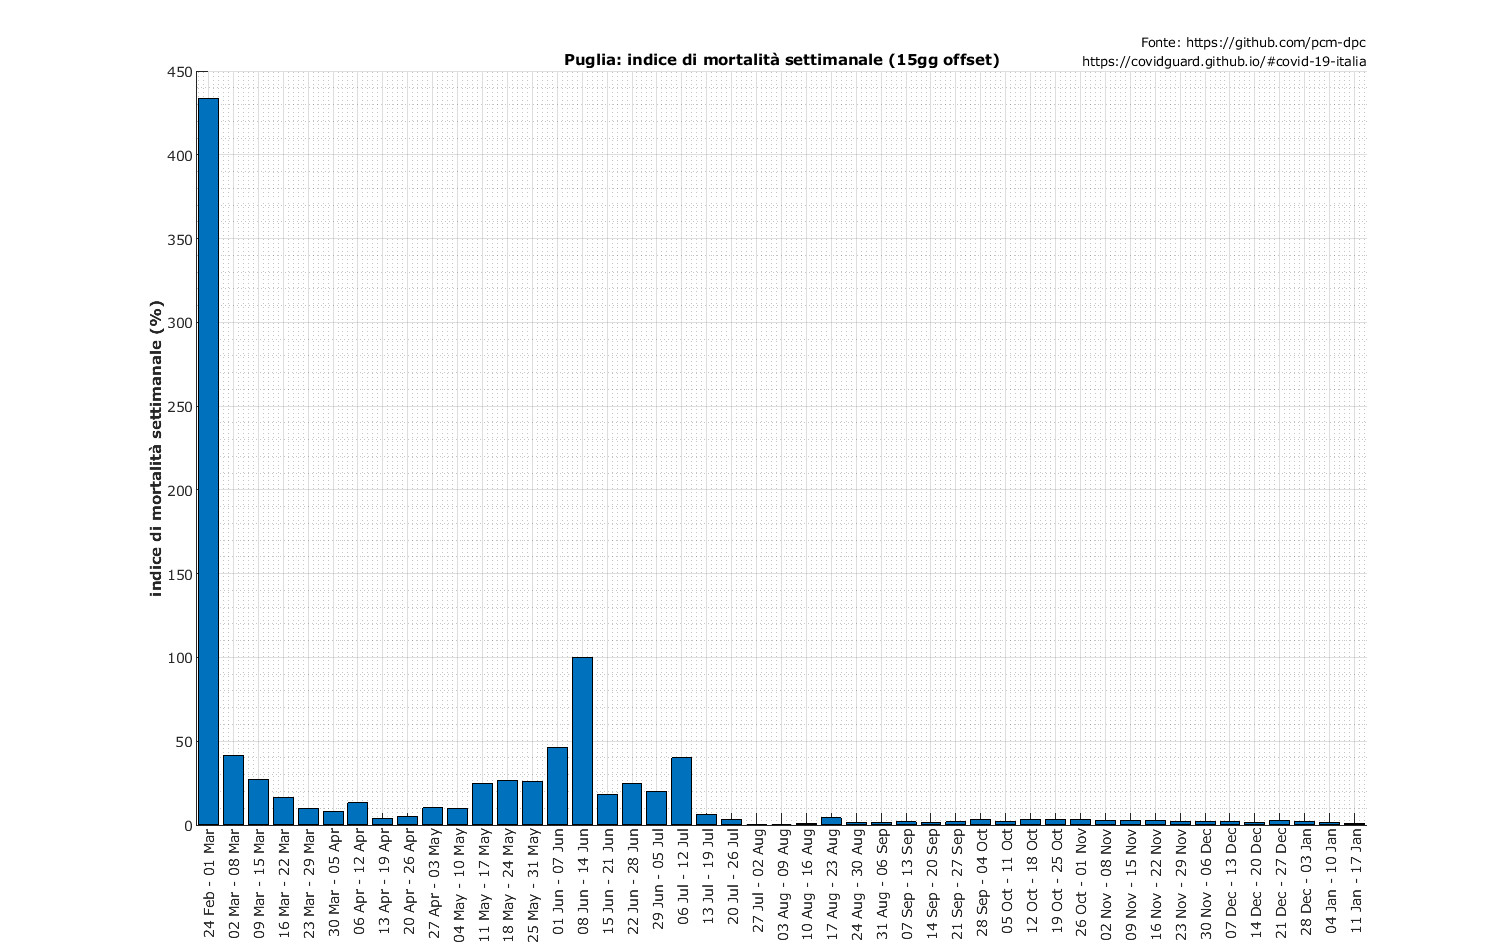 Fonte: https://github.com/pcm-dpc
https://covidguard.github.io/#covid-19-italia
Puglia: indice di mortalità settimanale (15gg offset)
indice di mortalità settimanale (%)
450
400
350
300
250
200
150
100
50
0
24 Feb - 01 Mar
02 Mar - 08 Mar
09 Mar - 15 Mar
16 Mar - 22 Mar
23 Mar - 29 Mar
30 Mar - 05 Apr
06 Apr - 12 Apr
13 Apr - 19 Apr
20 Apr - 26 Apr
27 Apr - 03 May
04 May - 10 May
11 May - 17 May
18 May - 24 May
25 May - 31 May
01 Jun - 07 Jun
08 Jun - 14 Jun
15 Jun - 21 Jun
22 Jun - 28 Jun
29 Jun - 05 Jul
06 Jul - 12 Jul
13 Jul - 19 Jul
20 Jul - 26 Jul
27 Jul - 02 Aug
03 Aug - 09 Aug
10 Aug - 16 Aug
17 Aug - 23 Aug
24 Aug - 30 Aug
31 Aug - 06 Sep
07 Sep - 13 Sep
14 Sep - 20 Sep
21 Sep - 27 Sep
28 Sep - 04 Oct
05 Oct - 11 Oct
12 Oct - 18 Oct
19 Oct - 25 Oct
26 Oct - 01 Nov
02 Nov - 08 Nov
09 Nov - 15 Nov
16 Nov - 22 Nov
23 Nov - 29 Nov
30 Nov - 06 Dec
07 Dec - 13 Dec
14 Dec - 20 Dec
21 Dec - 27 Dec
28 Dec - 03 Jan
04 Jan - 10 Jan
11 Jan - 17 Jan